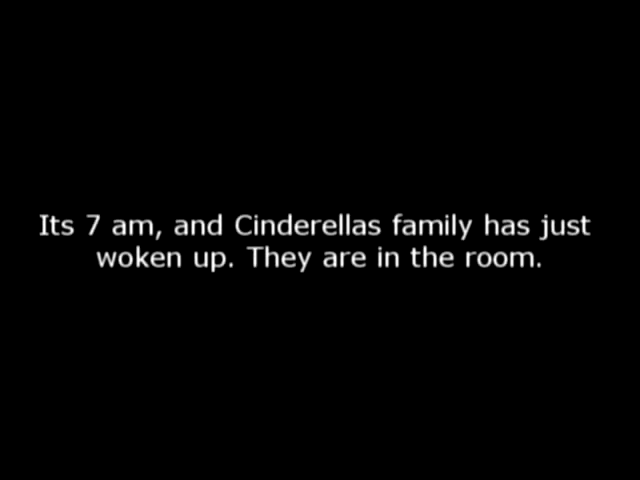 Its 7 am, and Cinderellas family has just
woken up. They are in the room.